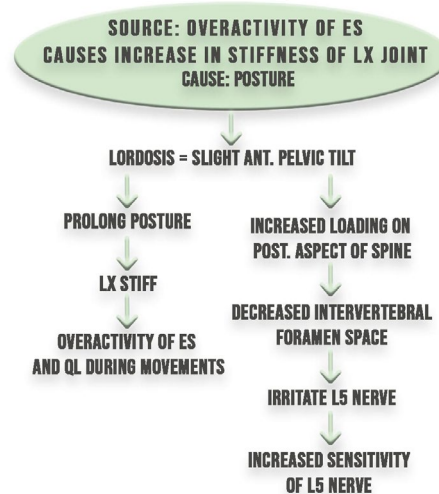 SOURCE: OVERACTIVITY OF ES
CAUSES INCREASE IN STIFFNESS OF LX JOINT
CAUSE: POSTURE
LORDOSIS = SLIGHT ANT. PELVIC TILT
PROLONG POSTURE
LX STIFF
OVERACTIVITY OF ES
AND QL DURING MOVEMENTS
INCREASED LOADING ON
POST. ASPECT OF SPINE
DECREASED INTERVERTEBRAL
FORAMEN SPACE
IRRITATE L5 NERVE
INCREASED SENSITIVITY
OF L5 NERVE